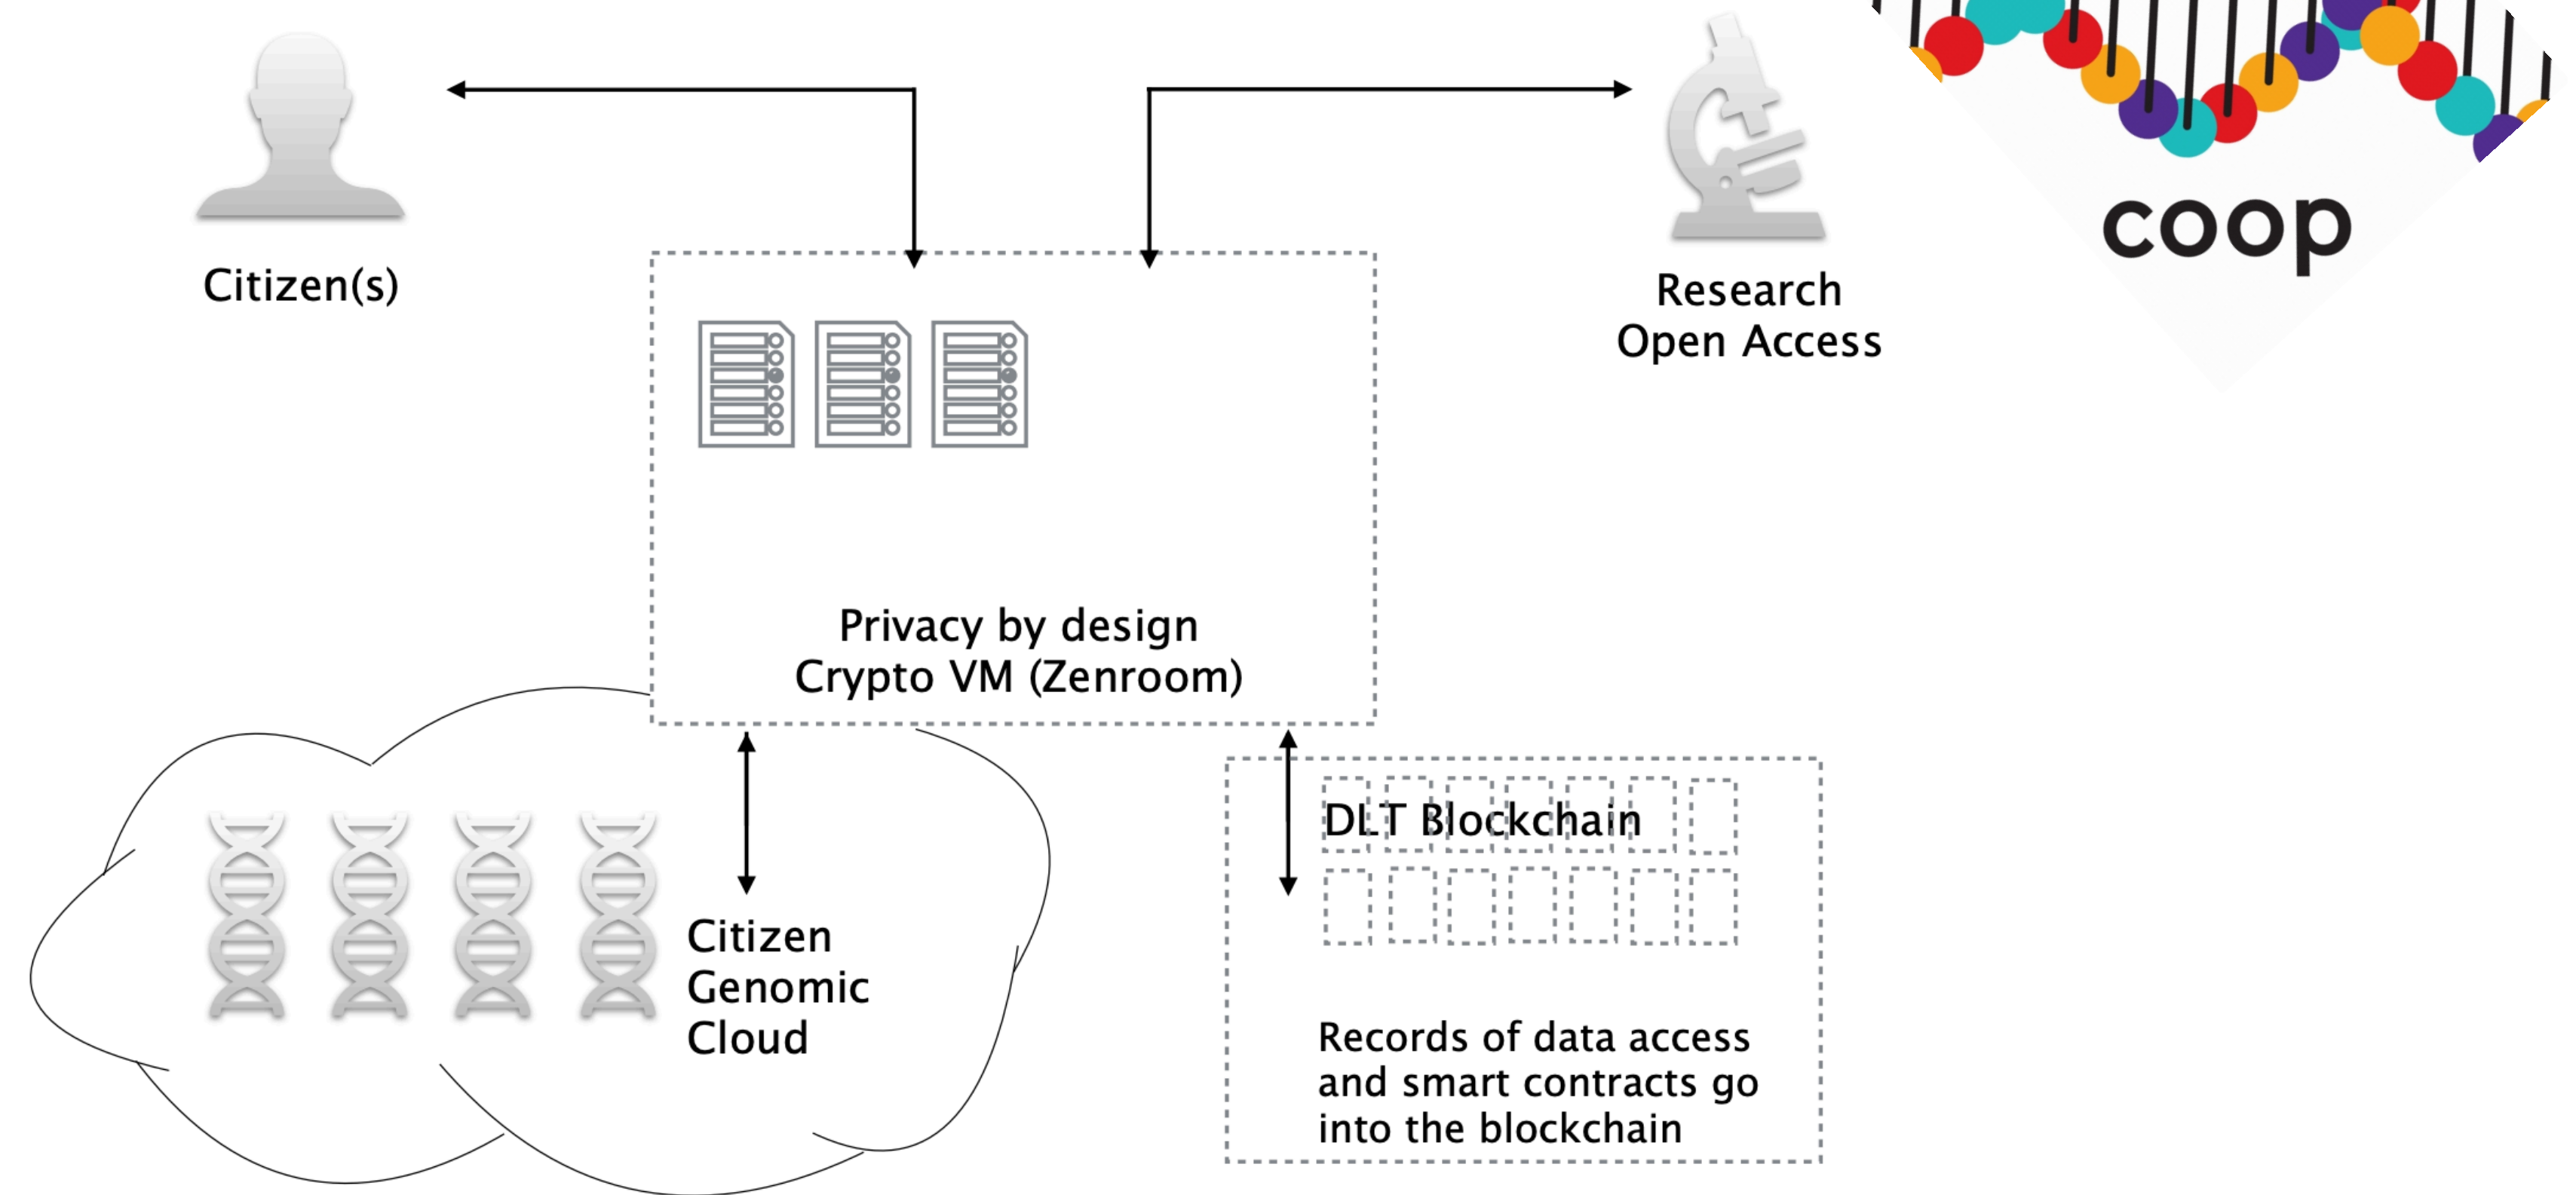 coop
Citizen(s)
Research
Open Access
Privacy by design
Crypto VM (Zenroom)
Citizen
Genomic
Cloud
DLT Blockchain
Records of data access
and smart contracts go
into the blockchain